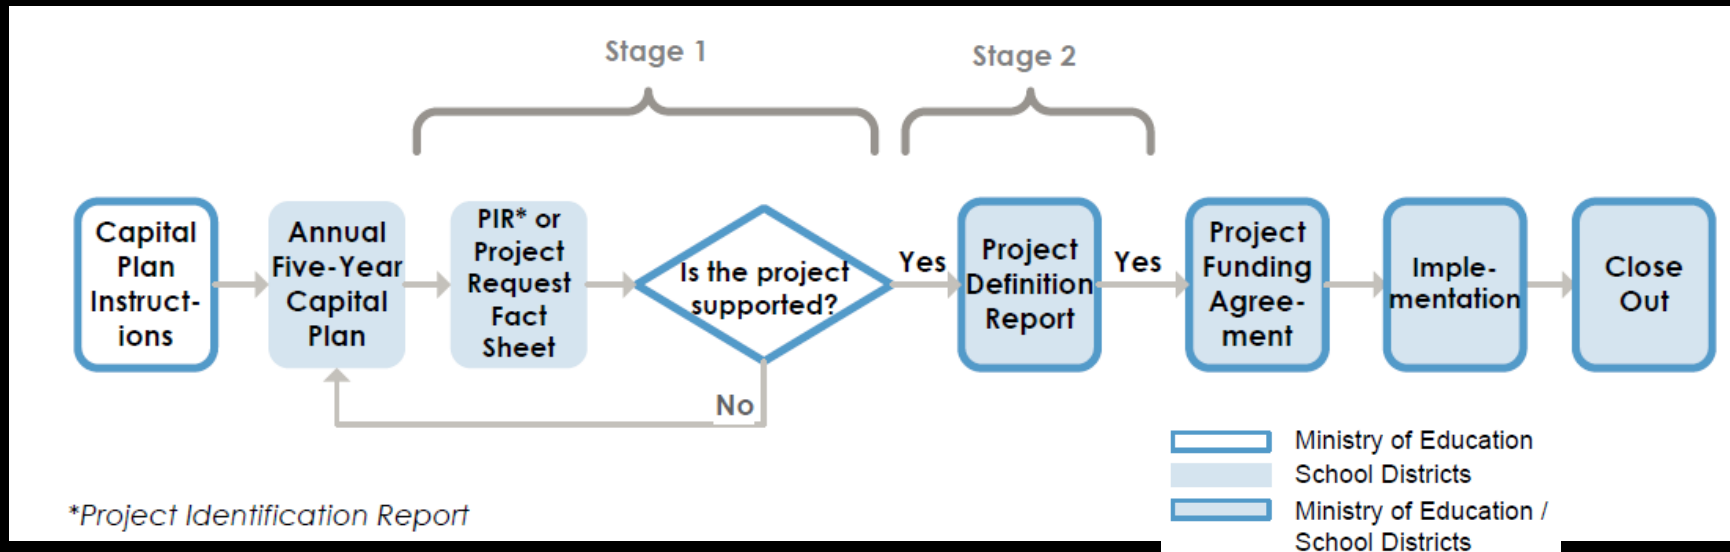 Stage 1
Stage 2
Capital
Plan
Instruct-
ions
Annual
Five-Year
Capital
Plan
PIR* or
Project
Request
Fact
Sheet
Is the project
supported?
Yes
No
Project
Definition
Report
Yes
Project
Funding
Agree-
ment
Imple-
mentation
Close
Out
Ministry of Education
School Districts
Ministry of Education /
School Districts
*Project Identification Report